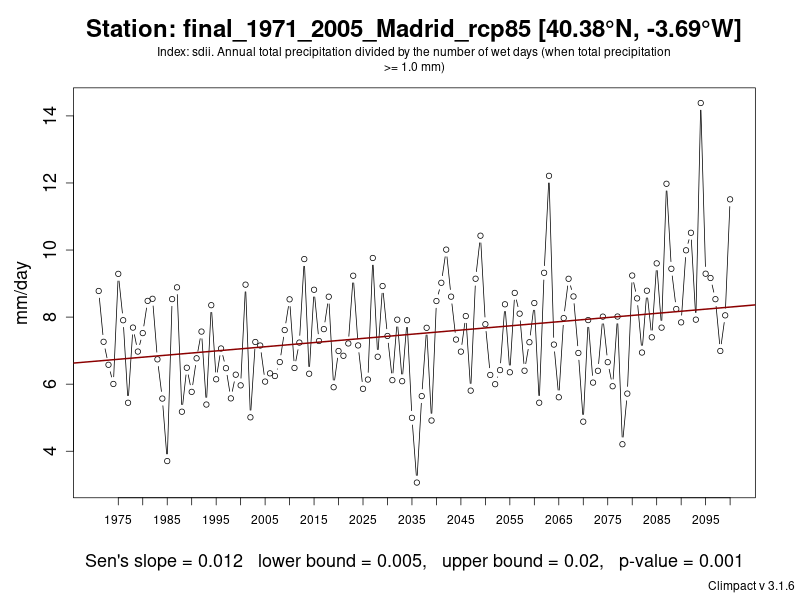 Station: final_1971_2005_Madrid_rcp85 [40.38°N, -3.69°W]
Index: sdii. Annual total precipitation divided by the number of wet days (when total precipitation
>= 1.0 mm)
mm/day
14
12
10
8
6
4
1975 1985 1995 2005 2015 2025 2035 2045 2055 2065 2075 2085 2095
Sen's slope = 0.012 lower bound = 0.005, upper bound = 0.02, p-value = 0.001
Climpact v 3.1.6